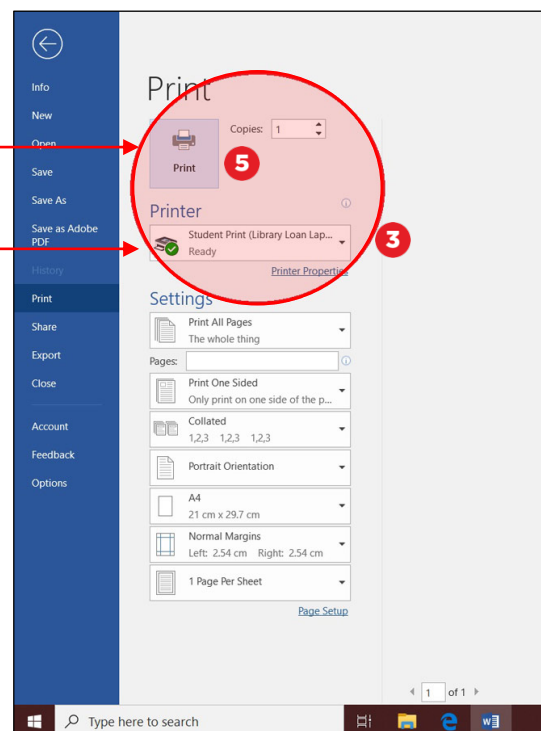 Info
New
Open
Save
Save As
Save as Adobe
PDF
History
Print
Share
Export
Close
Account
Feedback
Options
Print
Copies: 1
Print
5
Printer
Student Print (Library Loan Lap...
Ready
3
Printer Properties
Settings
Print All Pages
The whole thing
Pages:
Print One Sided
Only print on one side of the p...
Collated
1,2,3 1,2,3 1,2,3
Portrait Orientation
A4
21 cm x 29.7 cm
Normal Margins
Left: 2.54 cm Right: 2.54 cm
1 Page Per Sheet
Page Setup
1 of 1
Type here to search